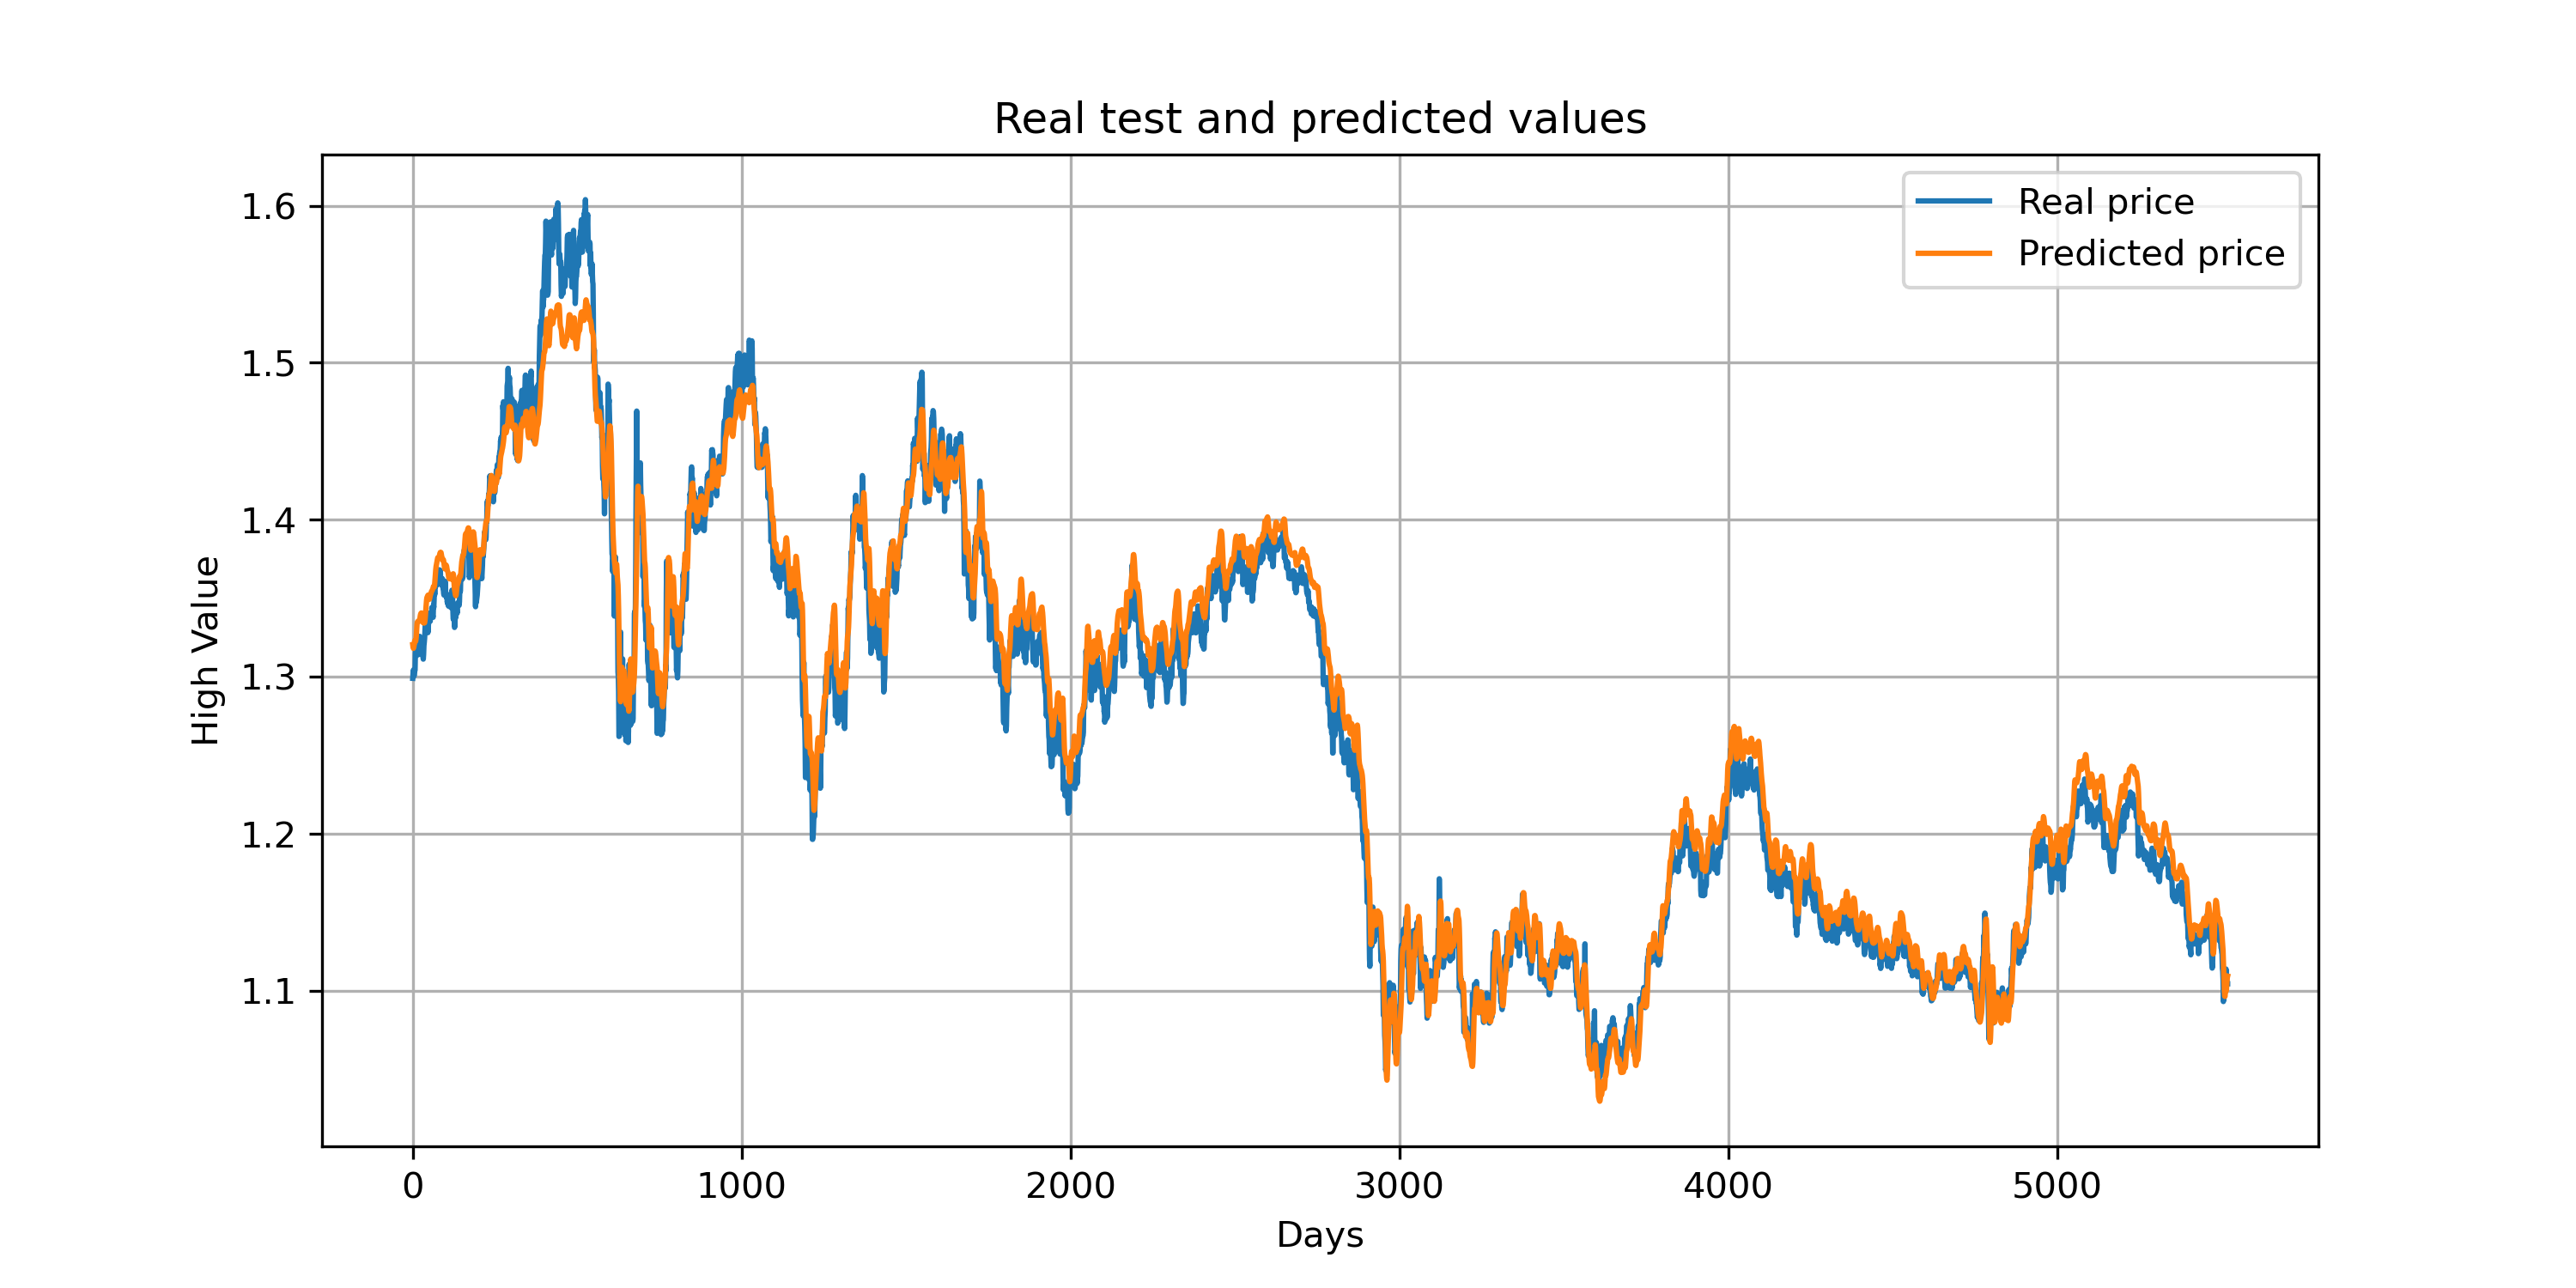 Real test and predicted values
Real price
Predicted price
High Value
1.6
1.5
1.4
1.3
1.2
1.1
0 1000 2000 3000 4000 5000
Days